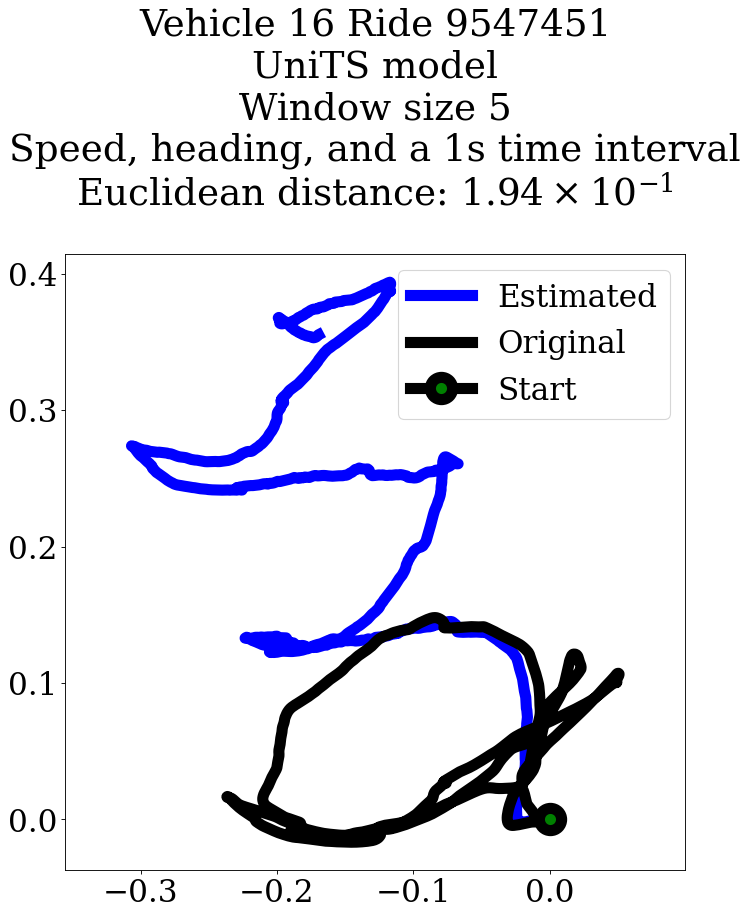 Vehicle 16 Ride 9547451
UniTS model
Window size 5
Speed, heading, and a 1s time interval
Euclidean distance: 1.94 × 10⁻¹
Estimated
Original
Start
0.4
0.3
0.2
0.1
0.0
−0.3 −0.2 −0.1 0.0